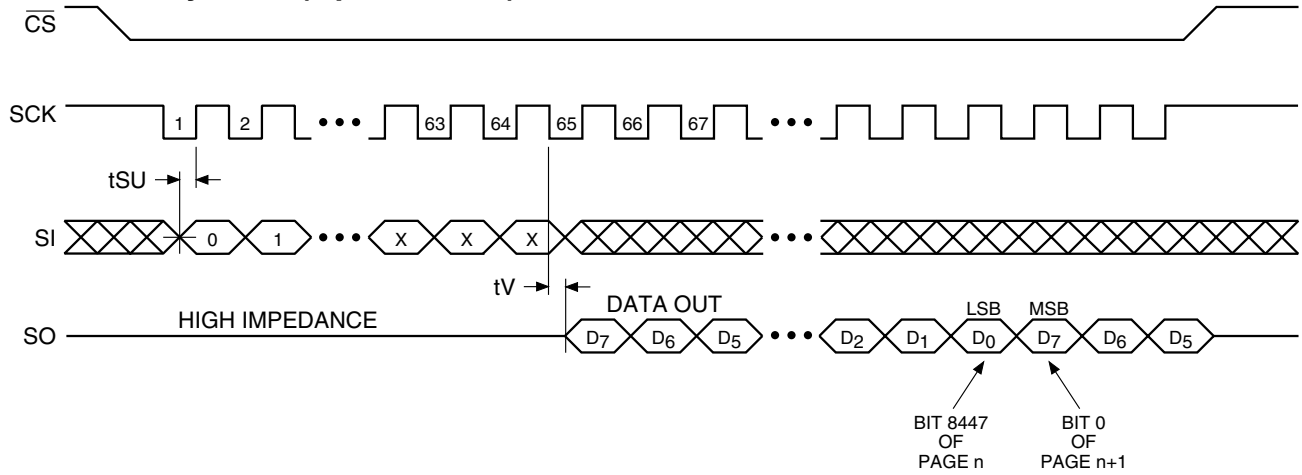 CS
SCK 1 2 ••• 63 64 65 66 67 •••
tSU
SI 0 1 ••• X X X •••
tV
DATA OUT
HIGH IMPEDANCE
LSB MSB
SO D7 D6 D5 ••• D2 D1 D0 D7 D6 D5
BIT 8447 OF PAGE n
BIT 0 OF PAGE n+1